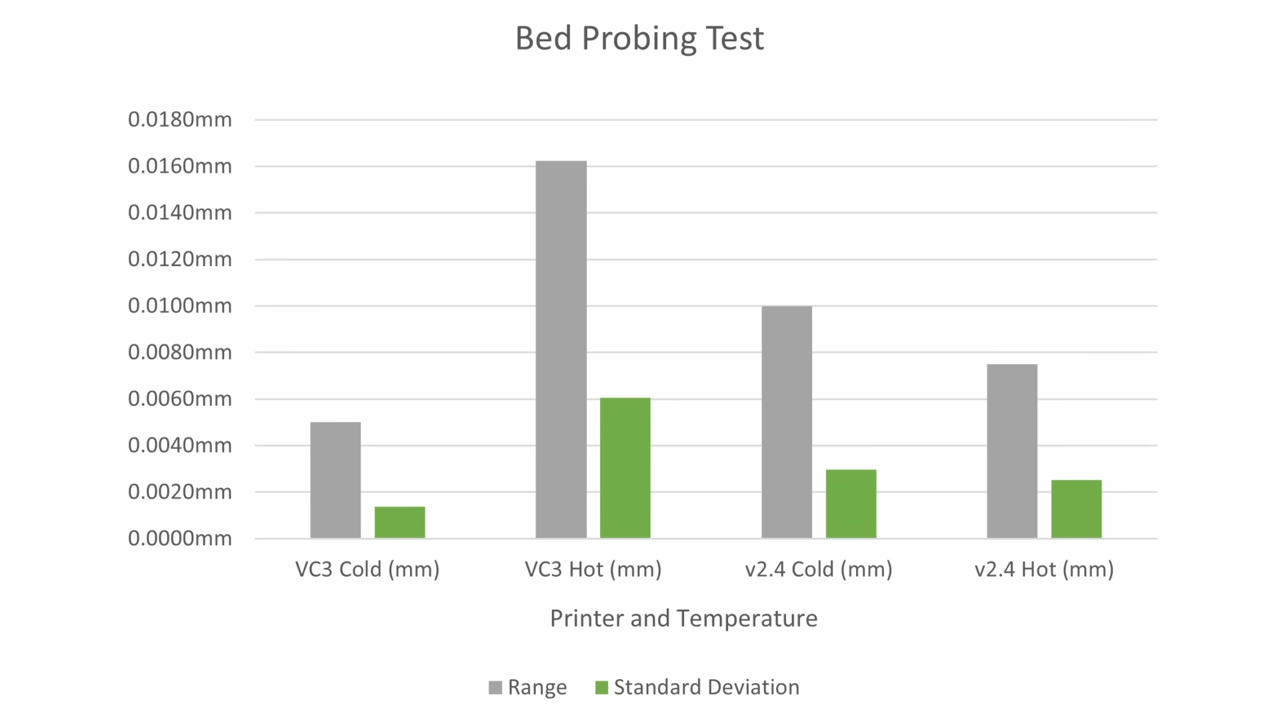 Bed Probing Test
0.0180mm
0.0160mm
0.0140mm
0.0120mm
0.0100mm
0.0080mm
0.0060mm
0.0040mm
0.0020mm
0.0000mm
VC3 Cold (mm) VC3 Hot (mm) v2.4 Cold (mm) v2.4 Hot (mm)
Printer and Temperature
Range Standard Deviation